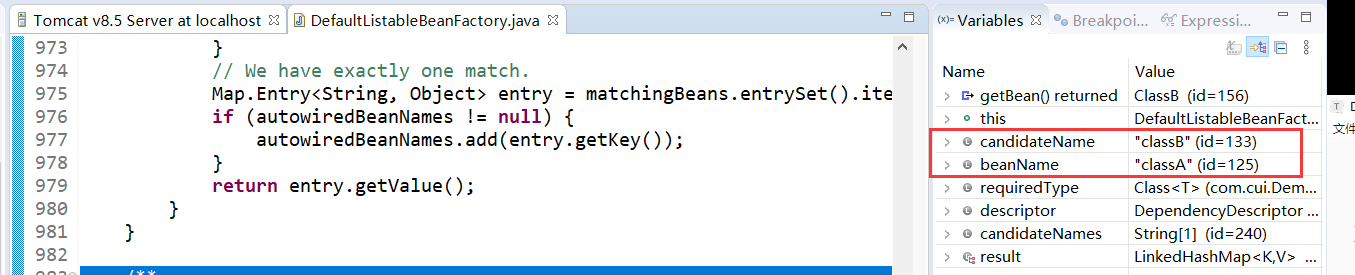 Tomcat v8.5 Server at localhost
DefaultListableBeanFactory.java
973 }
974 // We have exactly one match.
975 Map.Entry<String, Object> entry = matchingBeans.entrySet().ite
976 if (autowiredBeanNames != null) {
977 autowiredBeanNames.add(entry.getKey());
978 }
979 return entry.getValue();
980 }
981 }
982
/**
Variables
Breakpoi...
Expressi...
Name Value
getBean() returned ClassB (id=156)
this DefaultListableBeanFact...
candidateName "classB" (id=133)
beanName "classA" (id=125)
requiredType Class<T> (com.cui.Dem...
descriptor DependencyDescriptor ...
candidateNames String[1] (id=240)
result LinkedHashMap<K,V> ...
文件